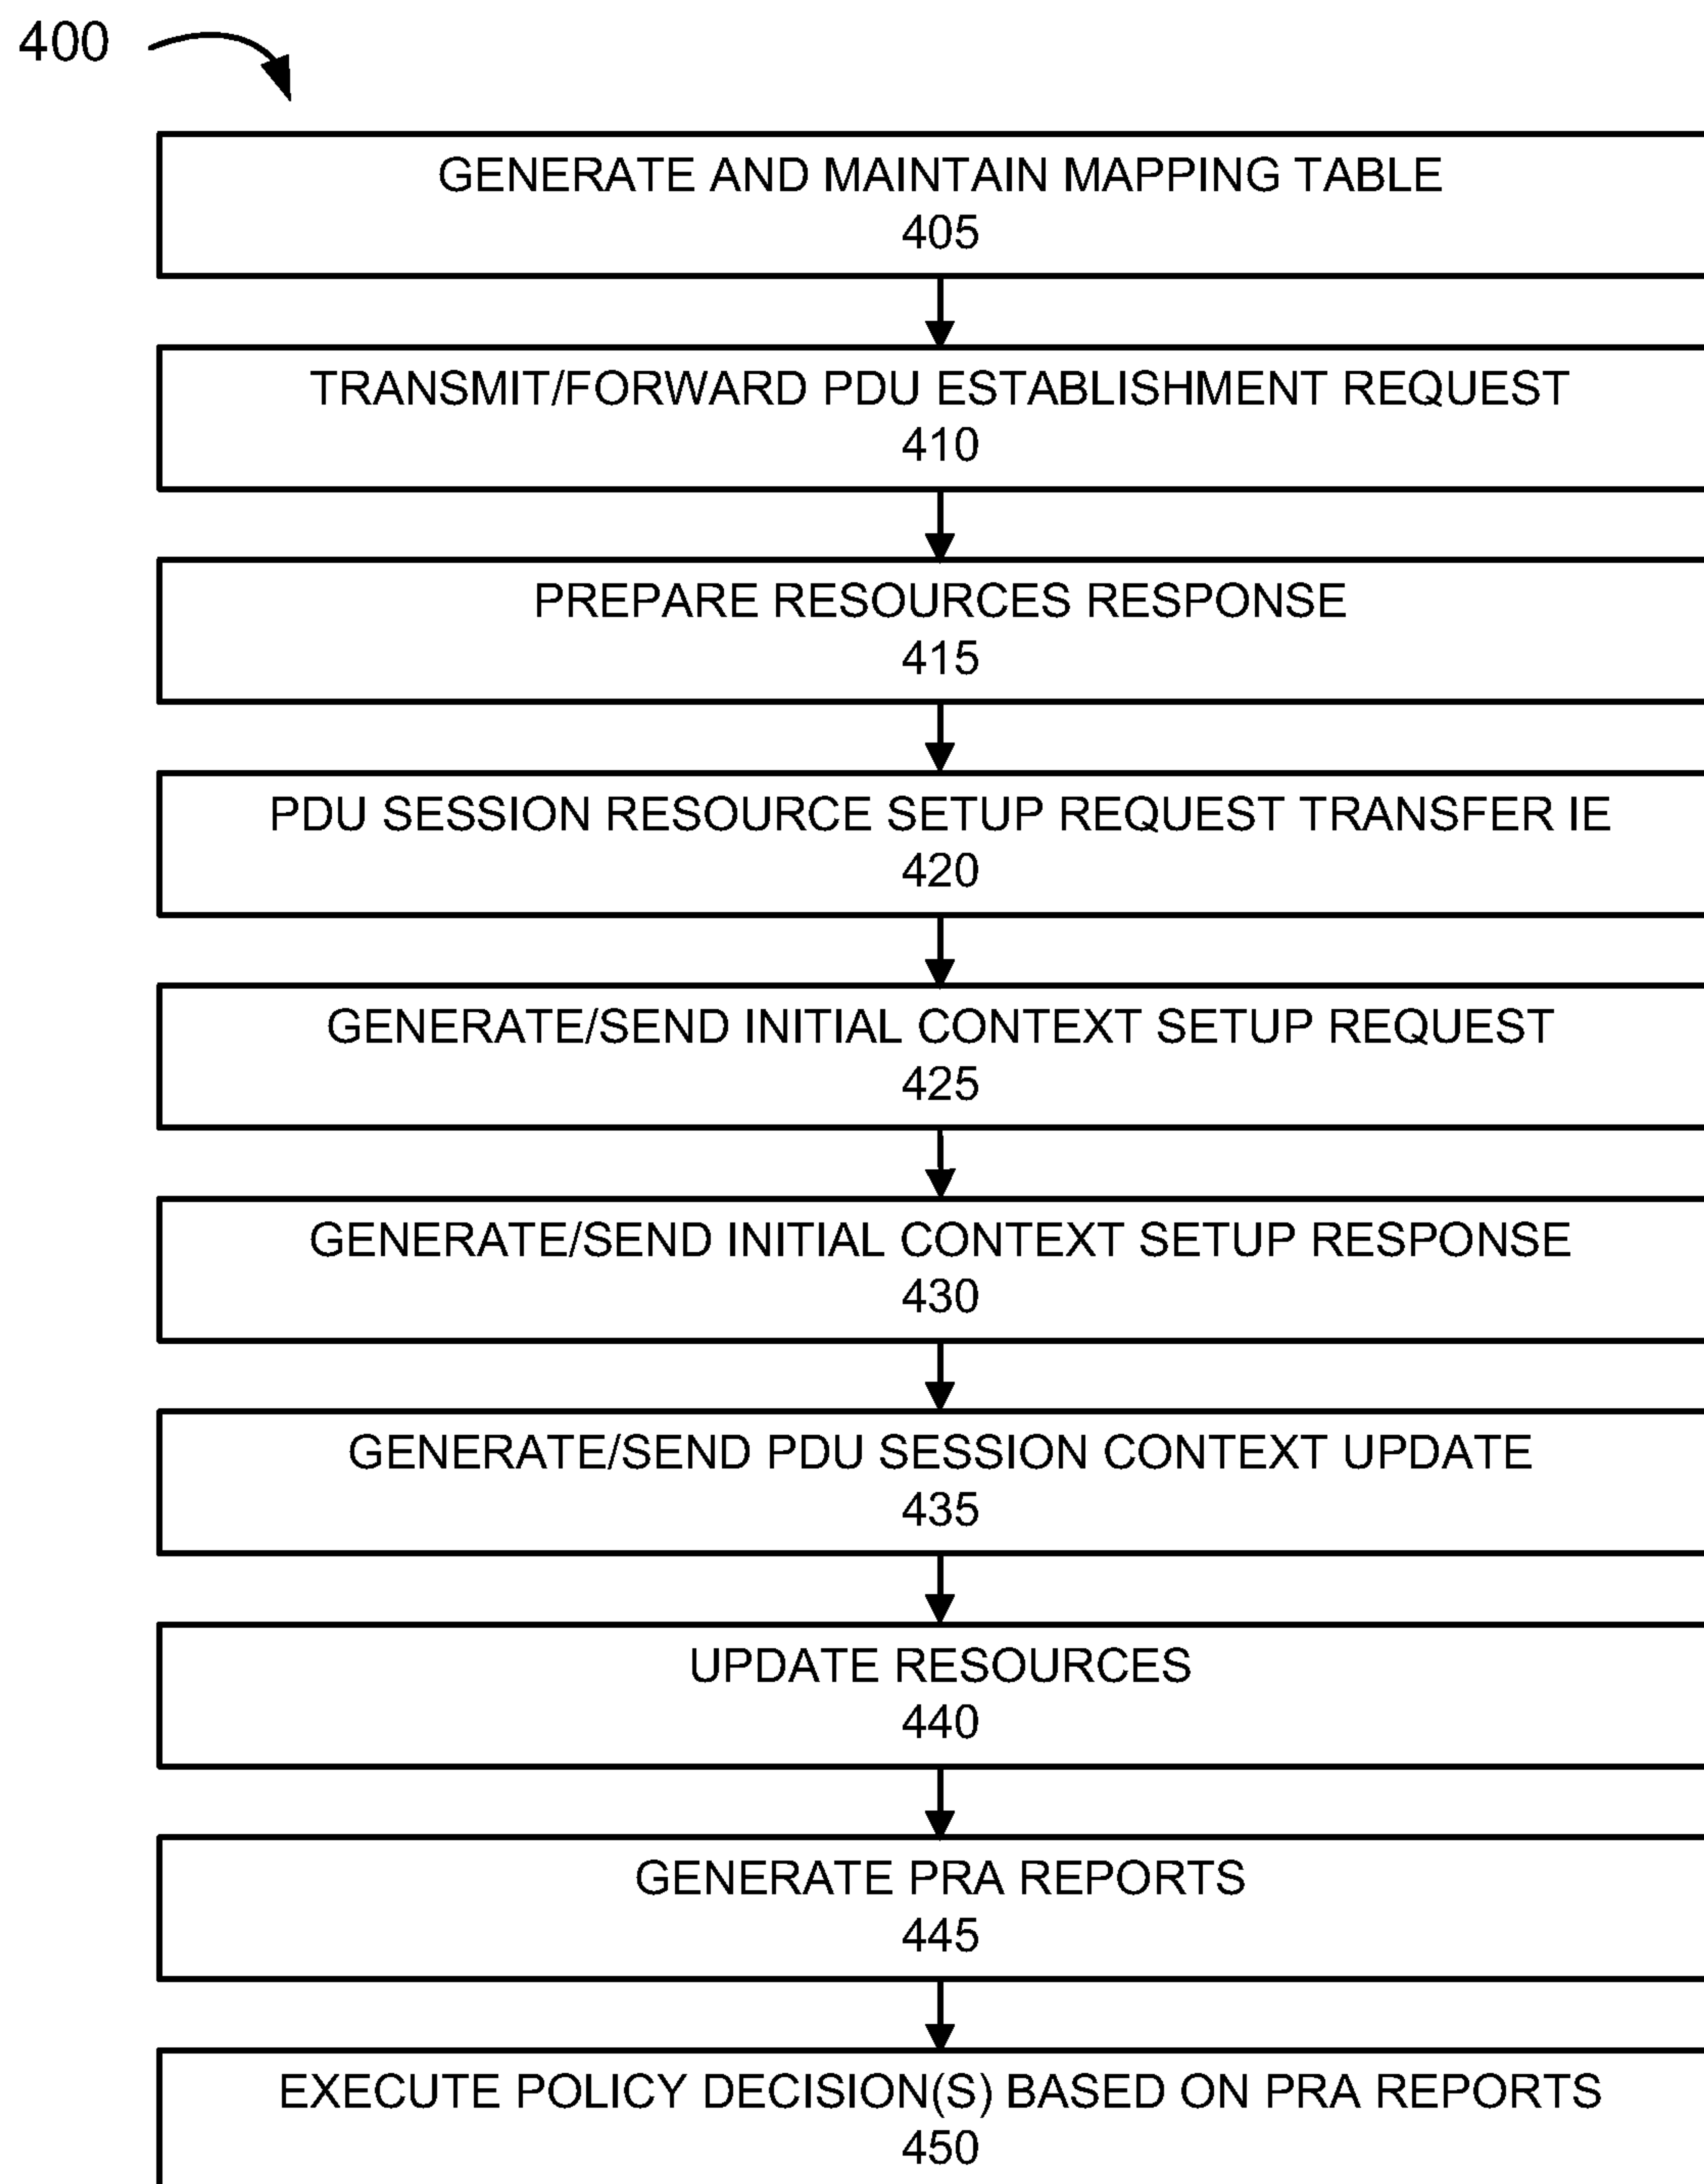 400
GENERATE AND MAINTAIN MAPPING TABLE
405
TRANSMIT/FORWARD PDU ESTABLISHMENT REQUEST
410
PREPARE RESOURCES RESPONSE
415
PDU SESSION RESOURCE SETUP REQUEST TRANSFER IE
420
GENERATE/SEND INITIAL CONTEXT SETUP REQUEST
425
GENERATE/SEND INITIAL CONTEXT SETUP RESPONSE
430
GENERATE/SEND PDU SESSION CONTEXT UPDATE
435
UPDATE RESOURCES
440
GENERATE PRA REPORTS
445
EXECUTE POLICY DECISION(S) BASED ON PRA REPORTS
450